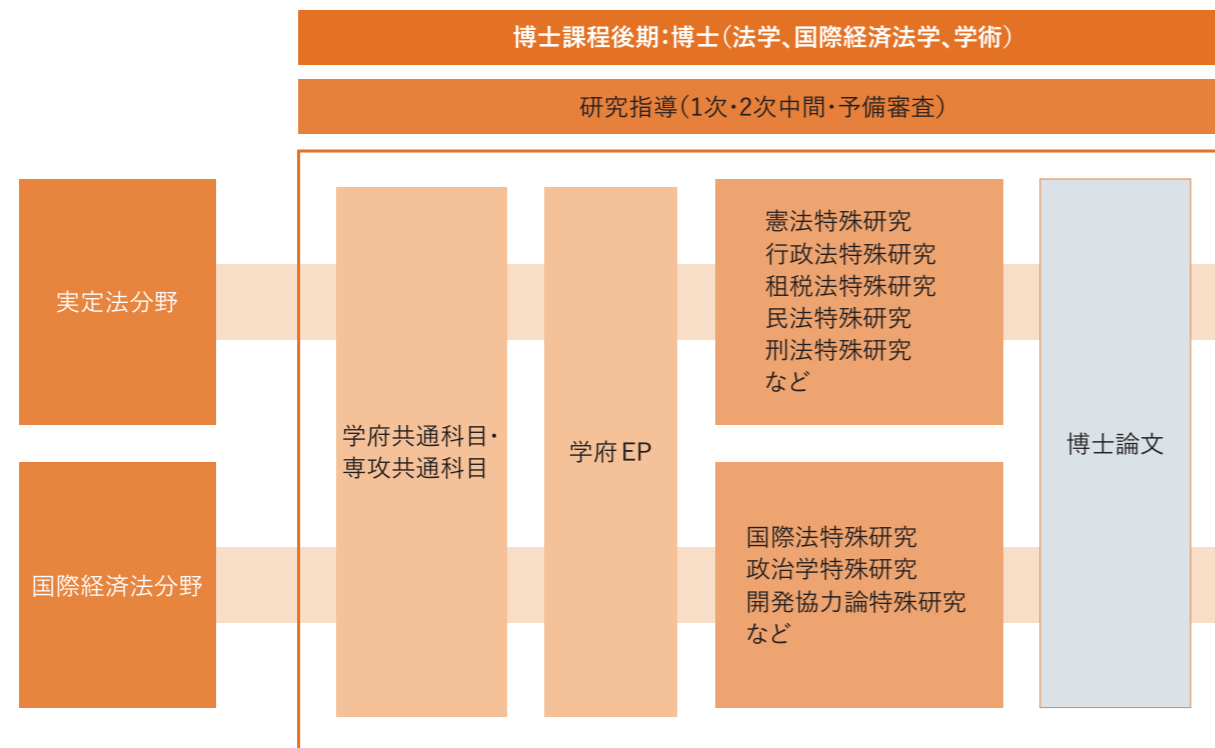 博士課程後期：博士（法学、国際経済法学、学術）
研究指導（1次・2次中間・予備審査）
実定法分野
国際経済法分野
学府共通科目・
専攻共通科目
学府EP
憲法特殊研究
行政法特殊研究
租税法特殊研究
民法特殊研究
刑法特殊研究
など
国際法特殊研究
政治学特殊研究
開発協力論特殊研究
など
博士論文